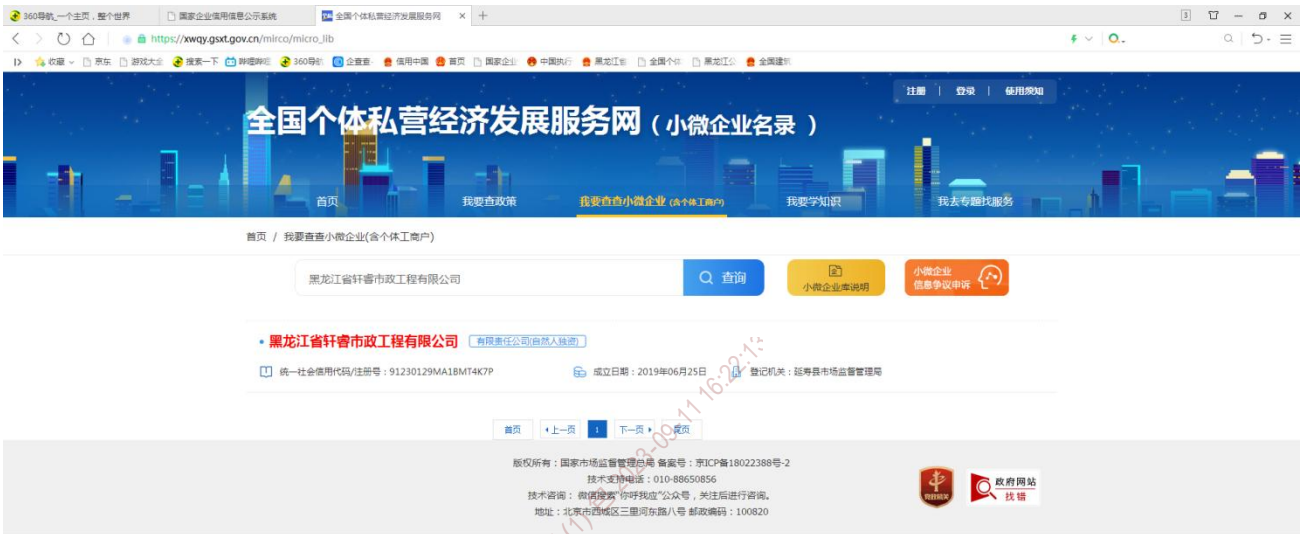 360导航_一个主页，整个世界
国家企业信用信息公示系统
全国个体私营经济发展服务网
3
https://xwqy.gsxt.gov.cn/mirco/micro_lib
收藏
京东
游戏大全
搜索一下
哔哩哔哩
360导航
企查查
信用中国
首页
国家企业
中国执行
黑龙江省
全国个体
黑龙江公
全国建筑
注册 | 登录 | 使用须知
全国个体私营经济发展服务网（小微企业名录）
首页
我要查政策
我要查查小微企业 (含个体工商户)
我要学知识
我去专题找服务
首页 / 我要查查小微企业(含个体工商户)
黑龙江省轩睿市政工程有限公司
查询
小微企业库说明
小微企业
信息争议申诉
黑龙江省轩睿市政工程有限公司
有限责任公司(自然人独资)
统一社会信用代码/注册号：91230129MA1BMT4K7P
成立日期：2019年06月25日
登记机关：延寿县市场监督管理局
首页
上一页
1
下一页
尾页
版权所有：国家市场监督管理总局 备案号：京ICP备18022388号-2
技术支持电话：010-88650856
技术咨询： 微信搜索“你呼我应”公众号，关注后进行咨询。
地址：北京市西城区三里河东路八号 邮政编码：100820
党政机关
政府网站
找错
2023-09-11 16:22:13